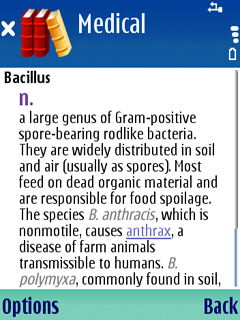 Medical
Bacillus
n.
a large genus of Gram-positive
spore-bearing rodlike bacteria.
They are widely distributed in soil
and air (usually as spores). Most
feed on dead organic material and
are responsible for food spoilage.
The species B. anthracis, which is
nonmotile, causes anthrax, a
disease of farm animals
transmissible to humans. B.
polymyxa, commonly found in soil,
Options Back